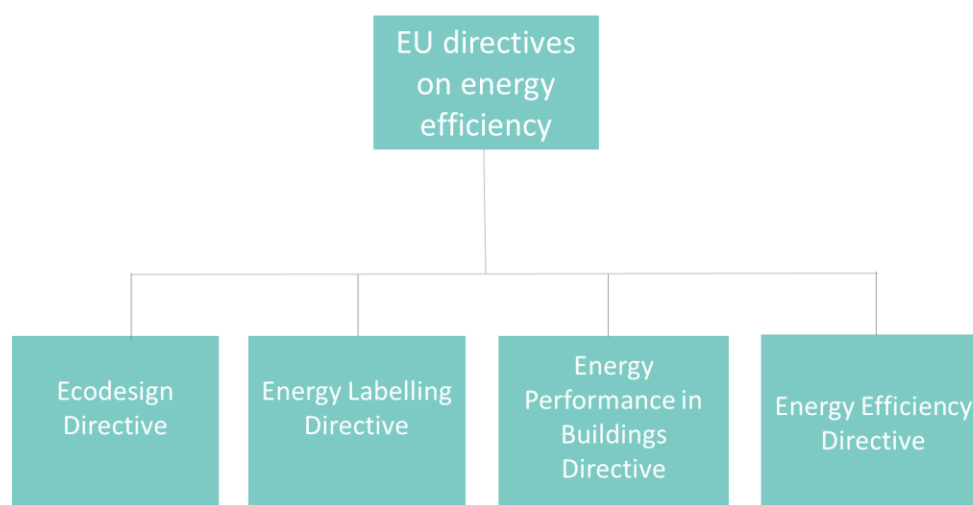 EU directives
on energy
efficiency
Ecodesign
Directive
Energy Labelling
Directive
Energy
Performance in
Buildings
Directive
Energy Efficiency
Directive